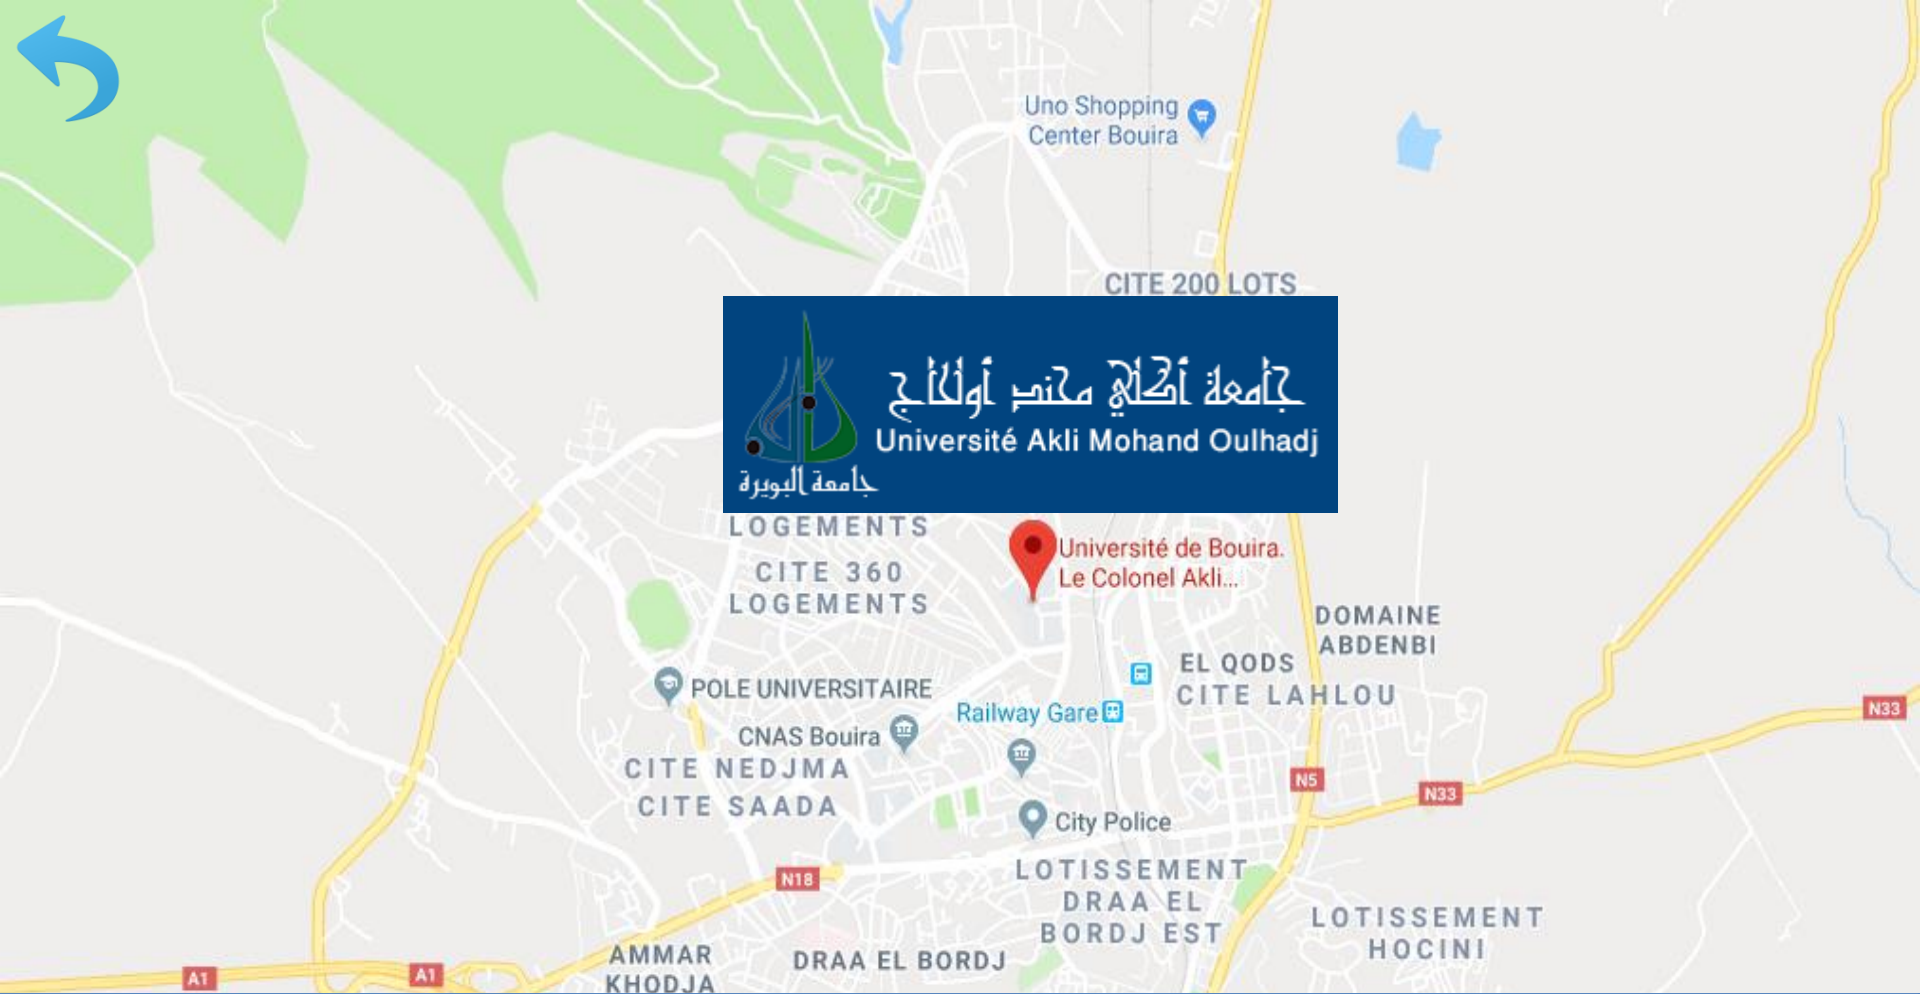 Uno Shopping
Center Bouira
CITE 200 LOTS
جامعة أكلي محند أولحاج
Université Akli Mohand Oulhadj
جامعة البويرة
LOGEMENTS
CITE 360
LOGEMENTS
Université de Bouira.
Le Colonel Akli...
DOMAINE
ABDENBI
EL QODS
CITE LAHLOU
POLE UNIVERSITAIRE
Railway Gare
CNAS Bouira
N33
CITE NEDJMA
N5
N33
CITE SAADA
City Police
N18
LOTISSEMENT
DRAA EL
BORDJ EST
LOTISSEMENT
HOCINI
AMMAR
KHODJA
DRAA EL BORDJ
A1
A1